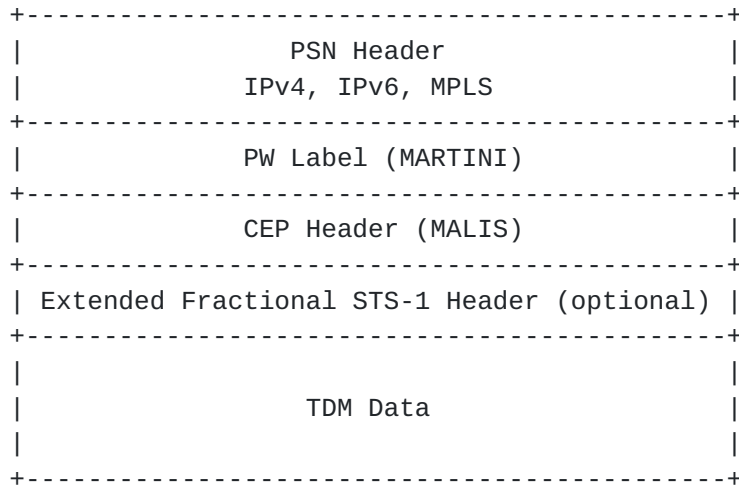 PSN Header
IPv4, IPv6, MPLS
PW Label (MARTINI)
CEP Header (MALIS)
Extended Fractional STS-1 Header (optional)
TDM Data